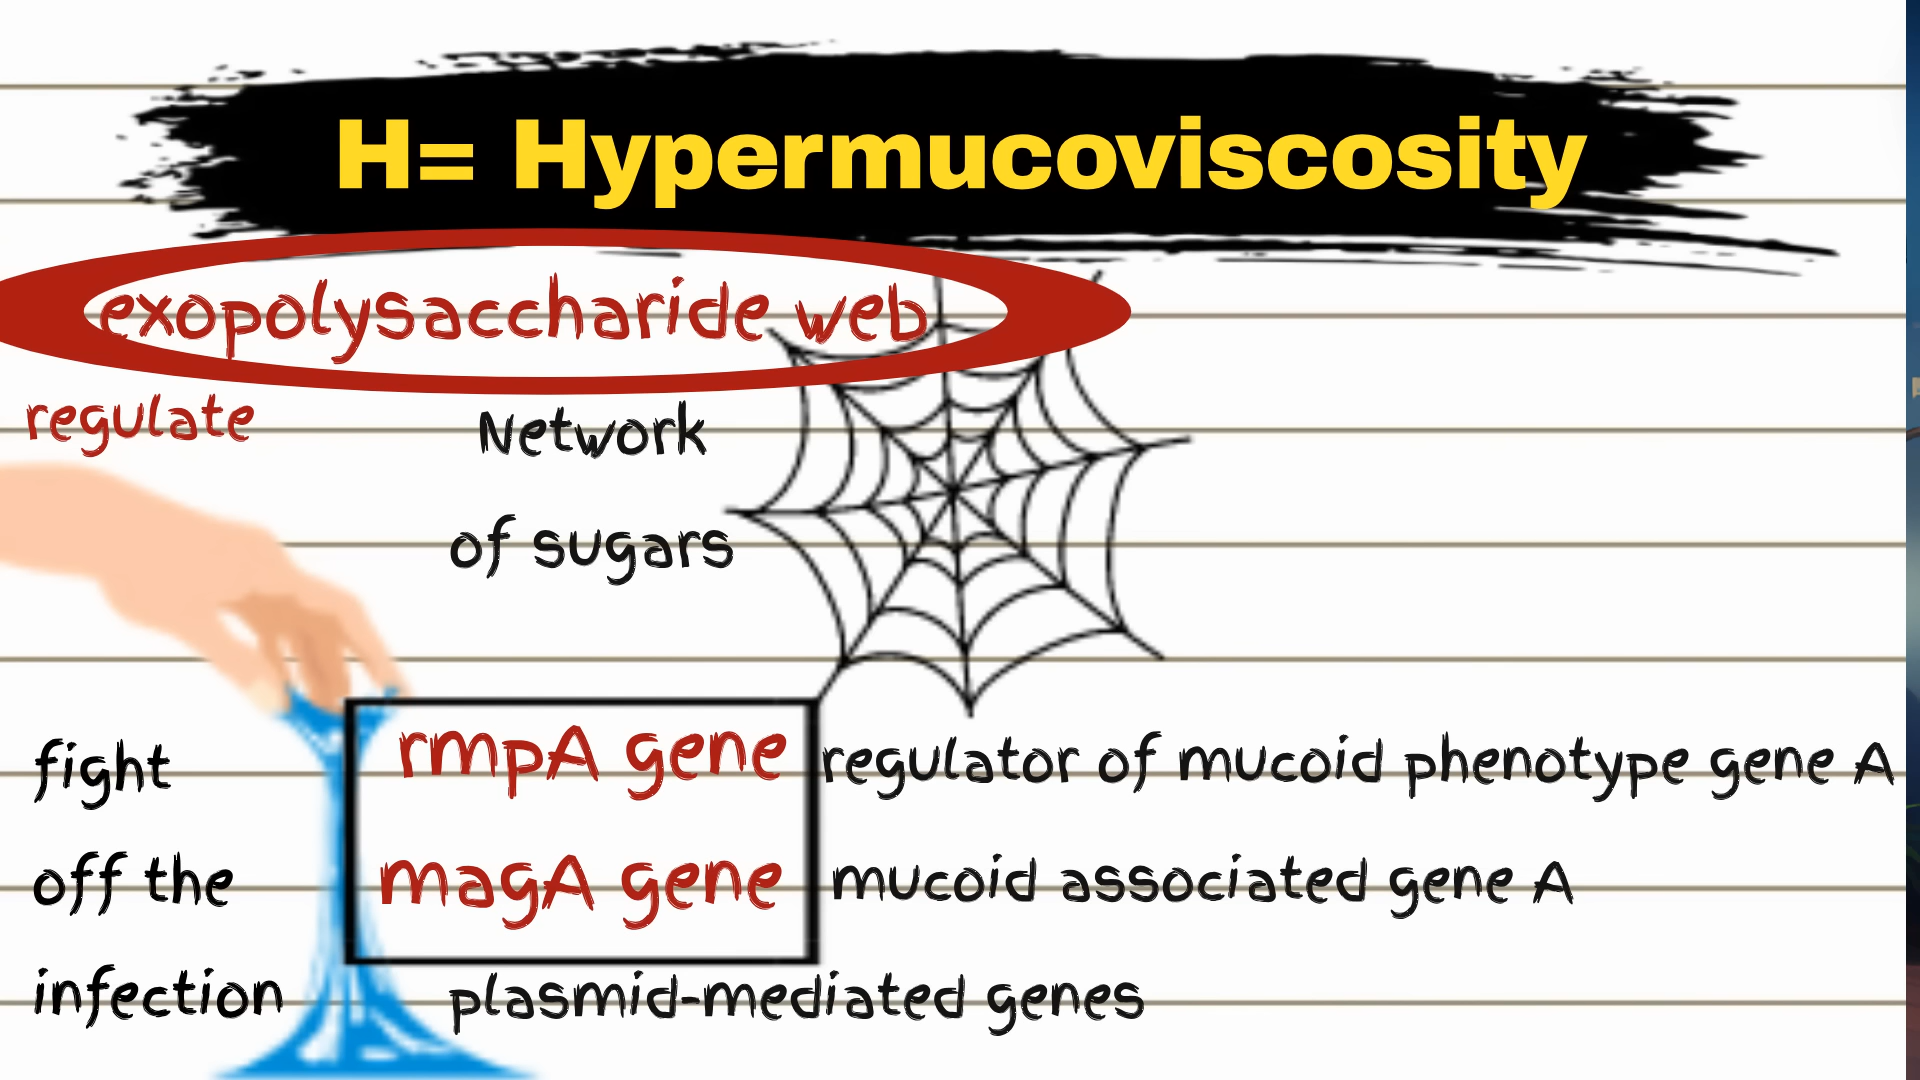 H= Hypermucoviscosity
exopolysaccharide web
regulate
Network
of sugars
fight
off the
infection
rmpA gene
regulator of mucoid phenotype gene A
magA gene
mucoid associated gene A
plasmid-mediated genes